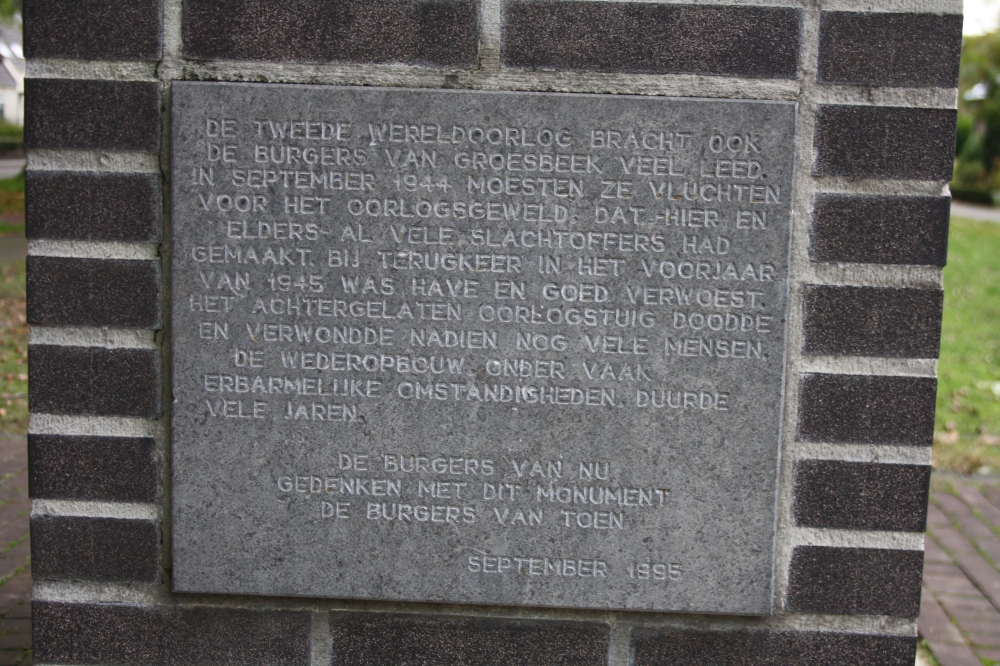 DE TWEEDE WERELDOORLOG BRACHT OOK
DE BURGERS VAN GROESBEEK VEEL LEED.
IN SEPTEMBER 1944 MOESTEN ZE VLUCHTEN
VOOR HET OORLOGSGEWELD, DAT -HIER EN
ELDERS- AL VELE SLACHTOFFERS HAD
GEMAAKT. BIJ TERUGKEER IN HET VOORJAAR
VAN 1945 WAS HAVE EN GOED VERWOEST.
HET ACHTERGELATEN OORLOGSTUIG DOODDE
EN VERWONDDE NADIEN NOG VELE MENSEN.
DE WEDEROPBOUW, ONDER VAAK
ERBARMELIJKE OMSTANDIGHEDEN, DUURDE
VELE JAREN.
DE BURGERS VAN NU
GEDENKEN MET DIT MONUMENT
DE BURGERS VAN TOEN
SEPTEMBER 1995